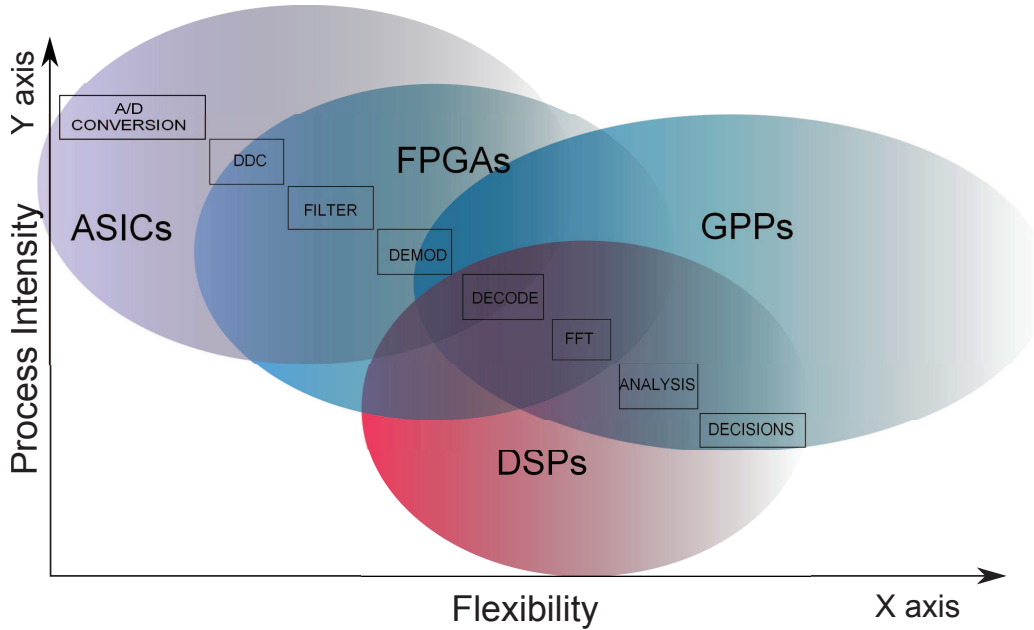 Y axis
Process Intensity
A/D
CONVERSION
DDC
FILTER
DEMOD
DECODE
FFT
ANALYSIS
DECISIONS
ASICs
FPGAs
GPPs
DSPs
Flexibility
X axis